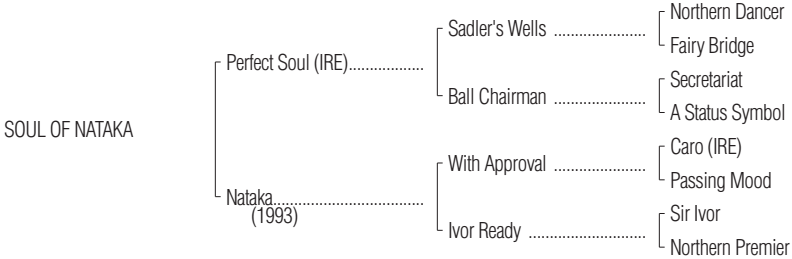 Northern Dancer
Sadler's Wells ......................
Fairy Bridge
Perfect Soul (IRE)..................
Secretariat
Ball Chairman ......................
A Status Symbol
SOUL OF NATAKA
Caro (IRE)
With Approval ......................
Passing Mood
Nataka....................................
(1993)
Sir Ivor
Ivor Ready ............................
Northern Premier